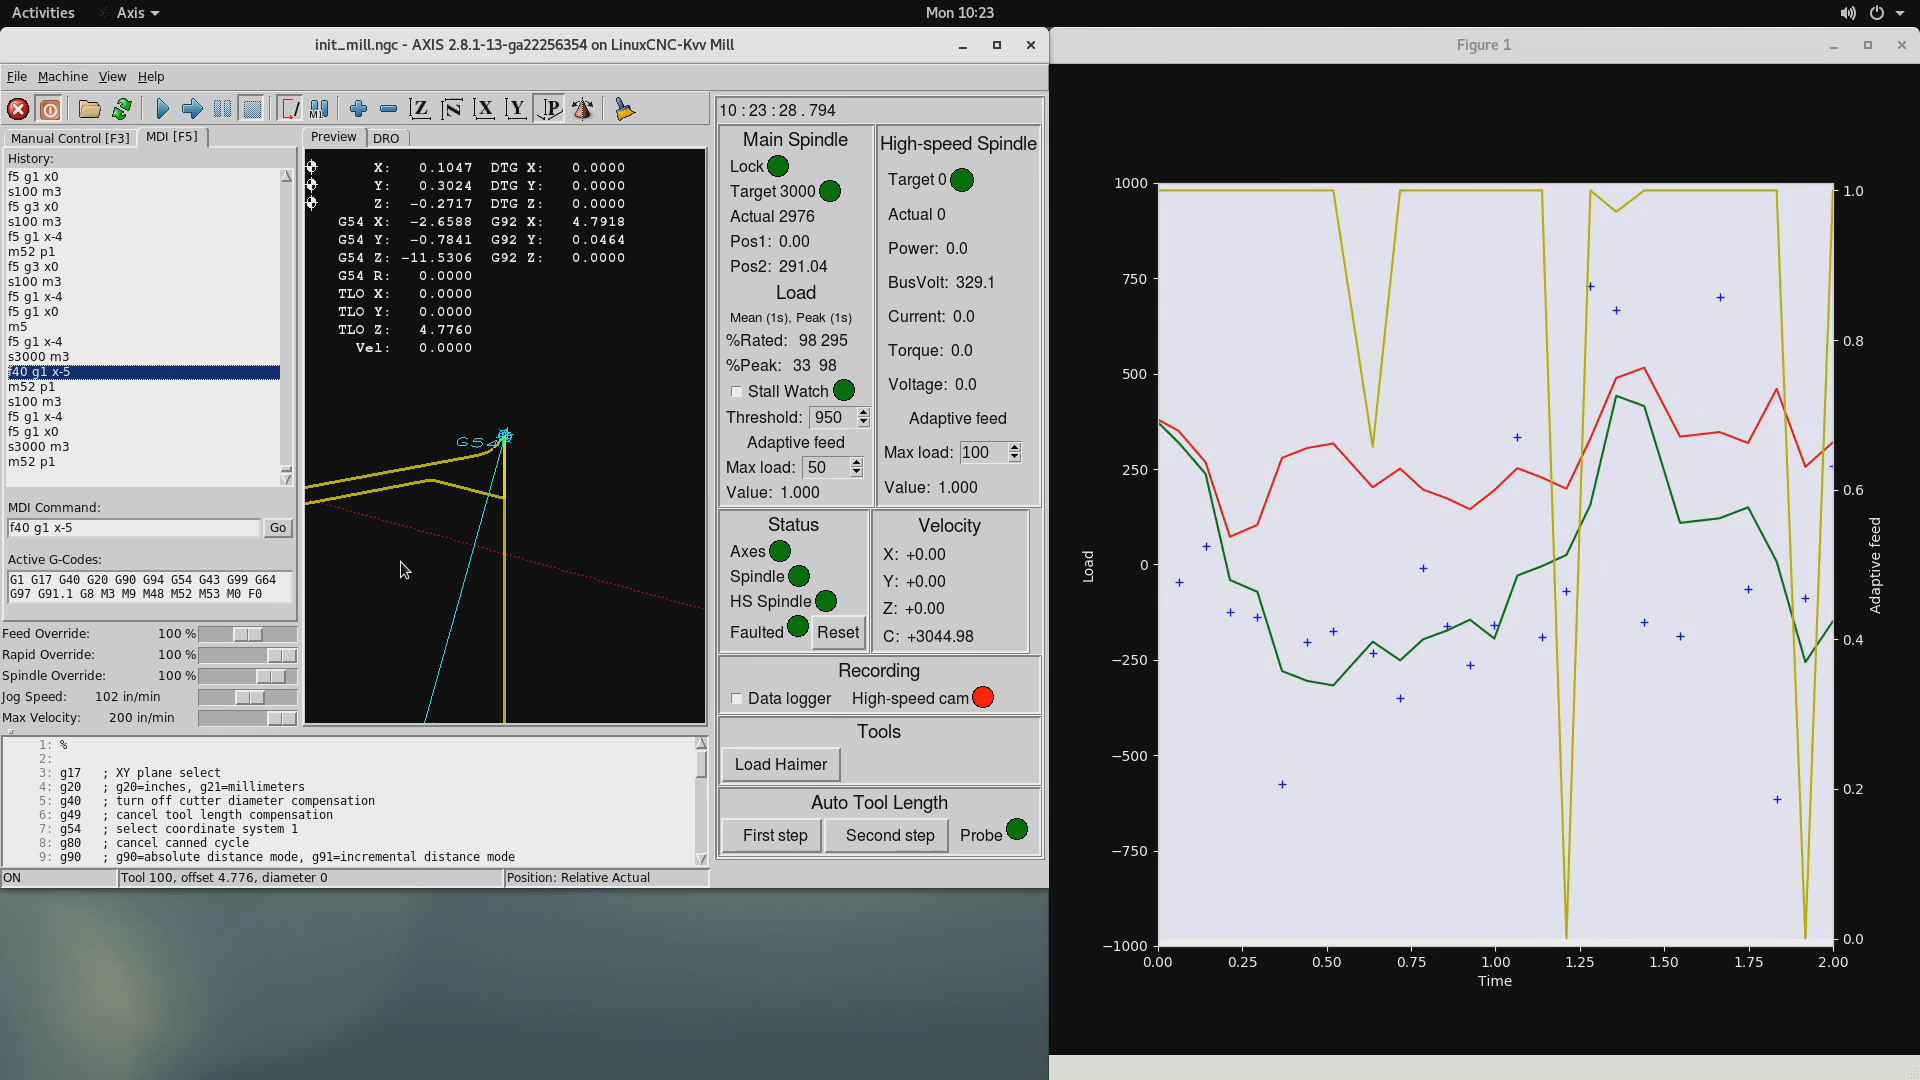 Activities
Axis
Mon 10:23
init_mill.ngc - AXIS 2.8.1-13-ga22256354 on LinuxCNC-Kvv Mill
Figure 1
File Machine View Help
10 : 23 : 28 . 794
Manual Control [F3]
MDI [F5]
Preview
DRO
History:
f5 g1 x0
s100 m3
f5 g3 x0
s100 m3
f5 g1 x-4
m52 p1
f5 g3 x0
s100 m3
f5 g1 x-4
f5 g1 x0
m5
f5 g1 x-4
s3000 m3
f40 g1 x-5
m52 p1
s100 m3
f5 g1 x-4
f5 g1 x0
s3000 m3
m52 p1
MDI Command:
f40 g1 x-5
Go
Active G-Codes:
G1 G17 G40 G20 G90 G94 G54 G43 G99 G64
G97 G91.1 G8 M3 M9 M48 M52 M53 M0 F0
Feed Override: 100 %
Rapid Override: 100 %
Spindle Override: 100 %
Jog Speed: 102 in/min
Max Velocity: 200 in/min
X: 0.1047 DTG X: 0.0000
Y: 0.3024 DTG Y: 0.0000
Z: -0.2717 DTG Z: 0.0000
G54 X: -2.6588 G92 X: 4.7918
G54 Y: -0.7841 G92 Y: 0.0464
G54 Z: -11.5306 G92 Z: 0.0000
G54 R: 0.0000
TLO X: 0.0000
TLO Y: 0.0000
TLO Z: 4.7760
Vel: 0.0000
G54
1: %
2:
3: g17 ; XY plane select
4: g20 ; g20=inches, g21=millimeters
5: g40 ; turn off cutter diameter compensation
6: g49 ; cancel tool length compensation
7: g54 ; select coordinate system 1
8: g80 ; cancel canned cycle
9: g90 ; g90=absolute distance mode, g91=incremental distance mode
ON
Tool 100, offset 4.776, diameter 0
Position: Relative Actual
Main Spindle
Lock
Target 3000
Actual 2976
Pos1: 0.00
Pos2: 291.04
Load
Mean (1s), Peak (1s)
%Rated: 98 295
%Peak: 33 98
Stall Watch
Threshold: 950
Adaptive feed
Max load: 50
Value: 1.000
High-speed Spindle
Target 0
Actual 0
Power: 0.0
BusVolt: 329.1
Current: 0.0
Torque: 0.0
Voltage: 0.0
Adaptive feed
Max load: 100
Value: 1.000
Status
Axes
Spindle
HS Spindle
Faulted
Reset
Velocity
X: +0.00
Y: +0.00
Z: +0.00
C: +3044.98
Recording
Data logger
High-speed cam
Tools
Load Haimer
Auto Tool Length
First step
Second step
Probe
1000
750
500
250
0
−250
−500
−750
−1000
Load
1.0
0.8
0.6
0.4
0.2
0.0
Adaptive feed
0.00 0.25 0.50 0.75 1.00 1.25 1.50 1.75 2.00
Time